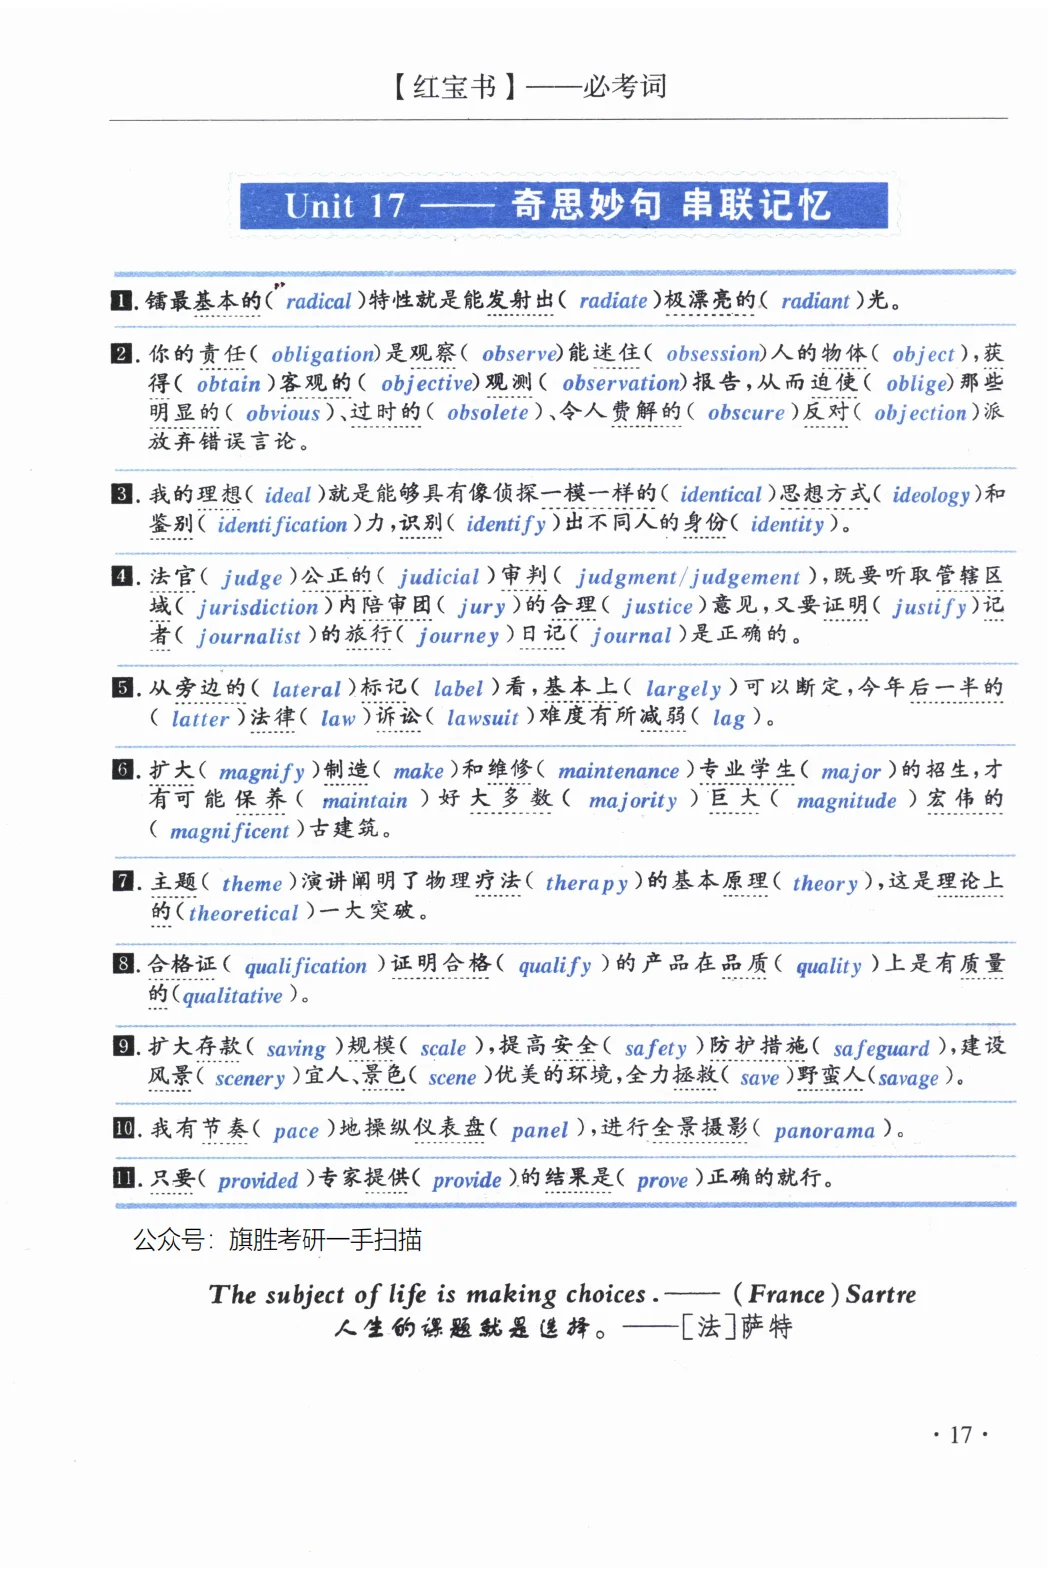 【红宝书】——必考词
Unit 17 —— 奇思妙句 串联记忆
1. 镭最基本的( radical )特性就是能发射出( radiate )极漂亮的( radiant )光。
2. 你的责任( obligation)是观察( observe)能迷住( obsession)人的物体( object ),获
得( obtain )客观的( objective)观测( observation)报告,从而迫使( oblige)那些
明显的( obvious )、过时的( obsolete )、令人费解的( obscure )反对( objection)派
放弃错误言论。
3. 我的理想( ideal )就是能够具有像侦探一模一样的( identical )思想方式( ideology)和
鉴别( identification )力,识别( identify )出不同人的身份( identity )。
4. 法官( judge )公正的( judicial )审判( judgment/judgement ),既要听取管辖区
域( jurisdiction )内陪审团( jury )的合理( justice )意见,又要证明( justify )记
者( journalist )的旅行( journey )日记( journal )是正确的。
5. 从旁边的( lateral )标记( label )看,基本上( largely )可以断定,今年后一半的
( latter )法律( law )诉讼( lawsuit )难度有所减弱( lag )。
6. 扩大( magnify )制造( make )和维修( maintenance )专业学生( major )的招生,才
有可能保养( maintain )好大多数( majority )巨大( magnitude )宏伟的
( magnificent )古建筑。
7. 主题( theme )演讲阐明了物理疗法( therapy )的基本原理( theory ),这是理论上
的(theoretical )一大突破。
8. 合格证( qualification )证明合格( qualify )的产品在品质( quality )上是有质量
的(qualitative )。
9. 扩大存款( saving )规模( scale ),提高安全( safety )防护措施( safeguard ),建设
风景( scenery )宜人、景色( scene )优美的环境,全力拯救( save )野蛮人(savage )。
10. 我有节奏( pace )地操纵仪表盘( panel ),进行全景摄影( panorama )。
11. 只要( provided )专家提供( provide )的结果是( prove )正确的就行。
公众号：旗胜考研一手扫描
The subject of life is making choices.—— (France) Sartre
人生的课题就是选择。——[法]萨特
·17·